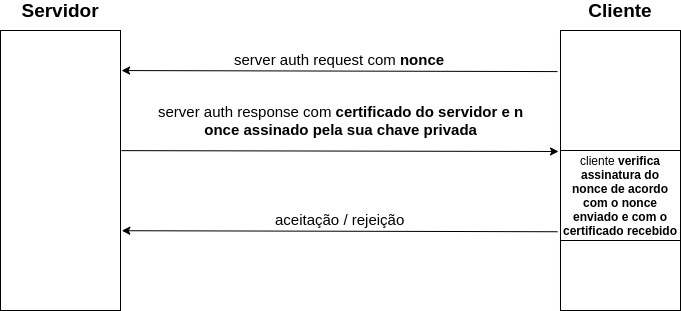 Servidor
Cliente
server auth request com nonce
server auth response com certificado do servidor e n
once assinado pela sua chave privada
cliente verifica
assinatura do
nonce de acordo
com o nonce
enviado e com o
certificado recebido
aceitação / rejeição